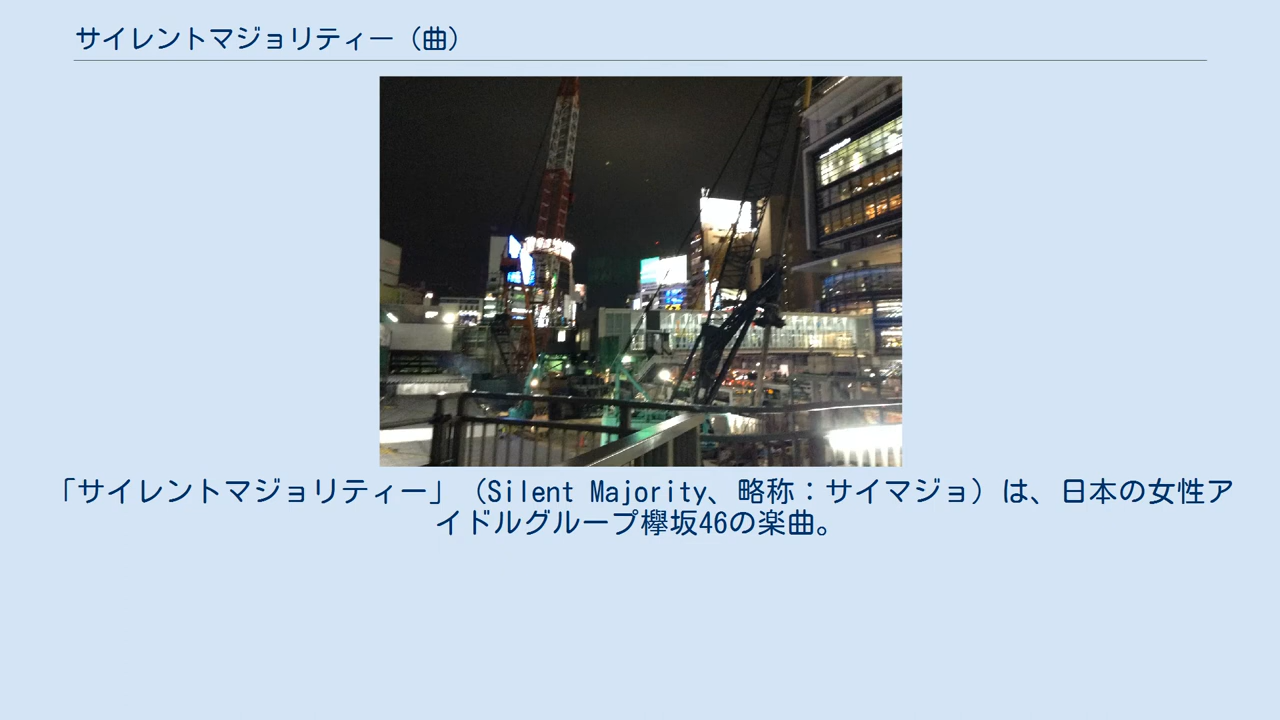 サイレントマジョリティー（曲）
「サイレントマジョリティー」（Silent Majority、略称：サイマジョ）は、日本の女性ア
イドルグループ欅坂46の楽曲。